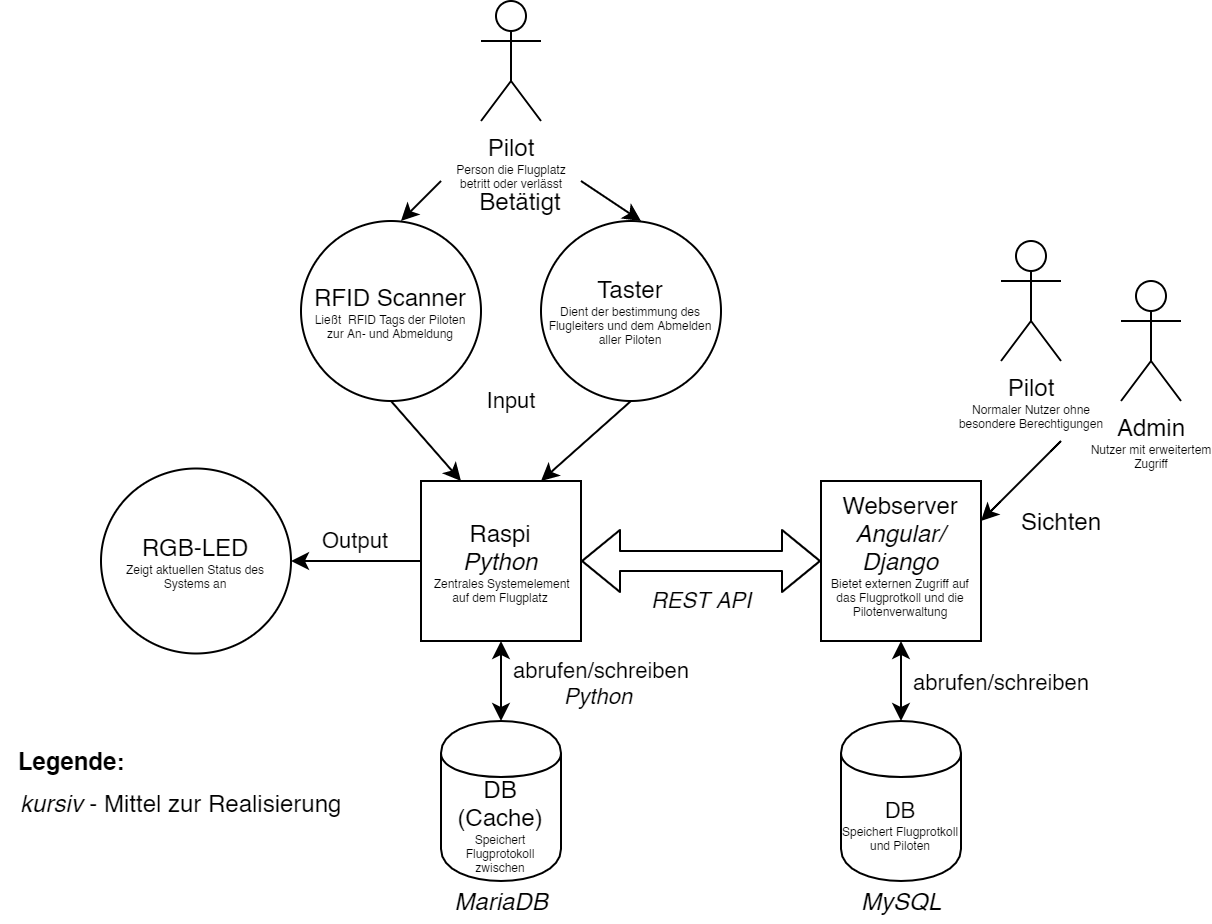 Pilot
Person die Flugplatz
betritt oder verlässt
Betätigt
RFID Scanner
Ließt RFID Tags der Piloten
zur An- und Abmeldung
Taster
Dient der bestimmung des
Flugleiters und dem Abmelden
aller Piloten
Input
Pilot
Normaler Nutzer ohne
besondere Berechtigungen
Admin
Nutzer mit erweitertem
Zugriff
Sichten
RGB-LED
Zeigt aktuellen Status des
Systems an
Output
Raspi
Python
Zentrales Systemelement
auf dem Flugplatz
REST API
Webserver
Angular/
Django
Bietet externen Zugriff auf
das Flugprotkoll und die
Pilotenverwaltung
abrufen/schreiben
Python
abrufen/schreiben
DB
(Cache)
Speichert
Flugprotokoll
zwischen
MariaDB
DB
Speichert Flugprotkoll
und Piloten
MySQL
Legende:
kursiv - Mittel zur Realisierung